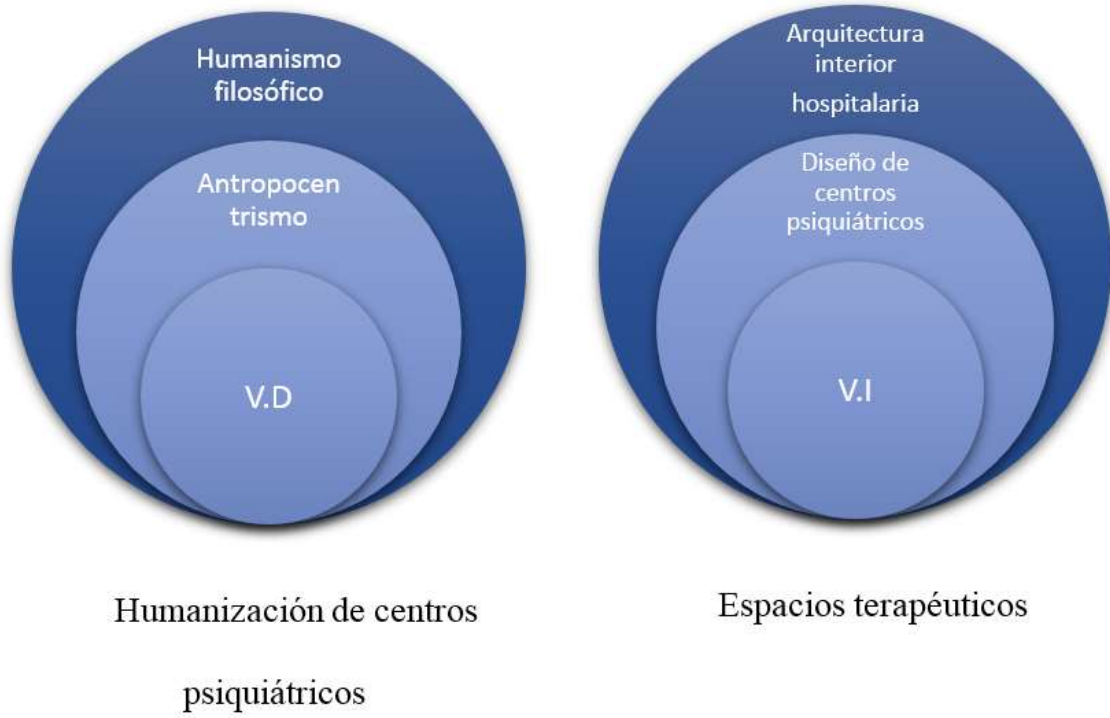 Humanismo
filosófico
Antropocen
trismo
V.D
Arquitectura
interior
hospitalaria
Diseño de
centros
psiquiátricos
V.I
Humanización de centros
psiquiátricos
Espacios terapéuticos